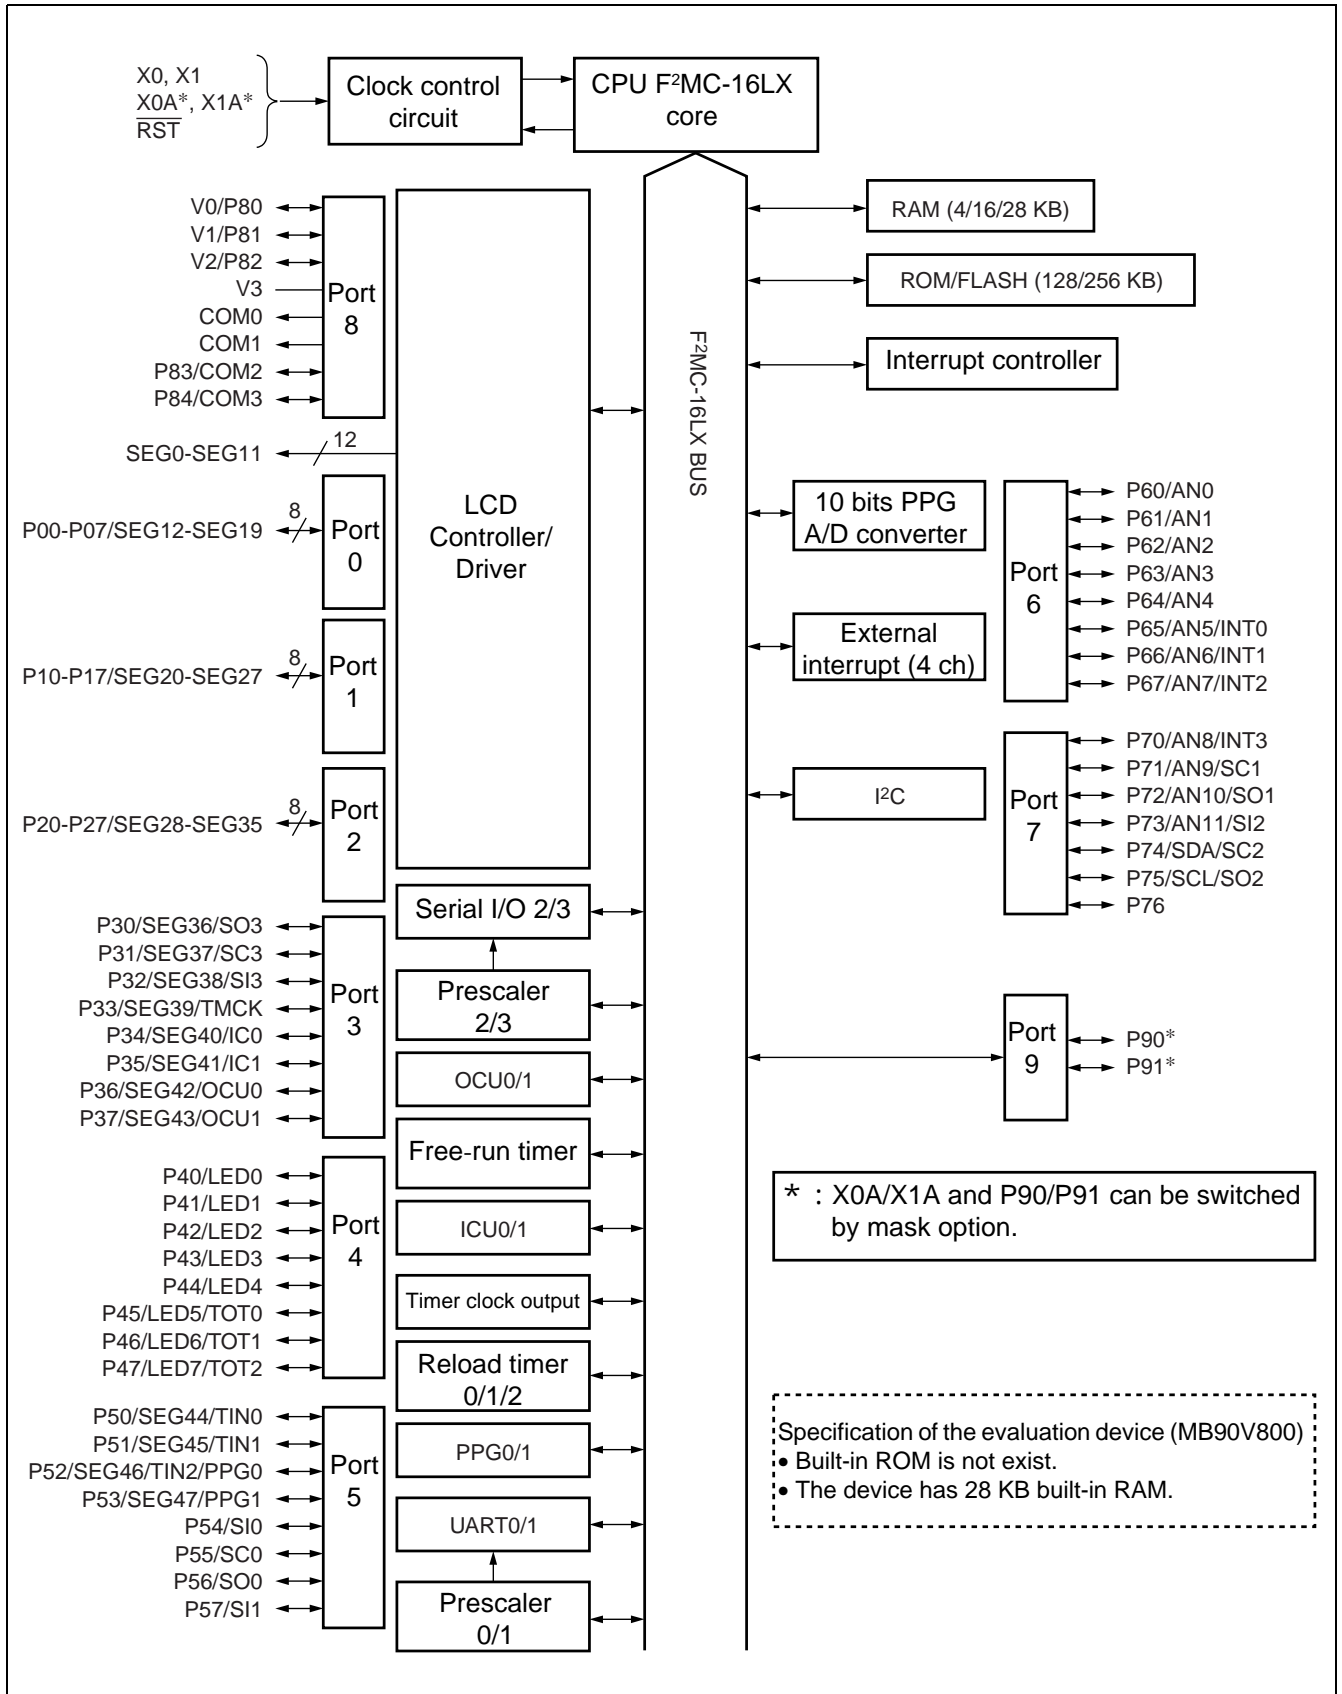 X0, X1
X0A*, X1A*
RST
Clock control
circuit
CPU F²MC-16LX
core
V0/P80
V1/P81
V2/P82
V3
COM0
COM1
P83/COM2
P84/COM3
Port
8
SEG0-SEG11
12
P00-P07/SEG12-SEG19
8
Port
0
P10-P17/SEG20-SEG27
8
Port
1
P20-P27/SEG28-SEG35
8
Port
2
LCD
Controller/
Driver
P30/SEG36/SO3
P31/SEG37/SC3
P32/SEG38/SI3
P33/SEG39/TMCK
P34/SEG40/IC0
P35/SEG41/IC1
P36/SEG42/OCU0
P37/SEG43/OCU1
Port
3
P40/LED0
P41/LED1
P42/LED2
P43/LED3
P44/LED4
P45/LED5/TOT0
P46/LED6/TOT1
P47/LED7/TOT2
Port
4
P50/SEG44/TIN0
P51/SEG45/TIN1
P52/SEG46/TIN2/PPG0
P53/SEG47/PPG1
P54/SI0
P55/SC0
P56/SO0
P57/SI1
Port
5
Serial I/O 2/3
Prescaler
2/3
OCU0/1
Free-run timer
ICU0/1
Timer clock output
Reload timer
0/1/2
PPG0/1
UART0/1
Prescaler
0/1
F²MC-16LX BUS
RAM (4/16/28 KB)
ROM/FLASH (128/256 KB)
Interrupt controller
10 bits PPG
A/D converter
External
interrupt (4 ch)
I²C
Port
6
P60/AN0
P61/AN1
P62/AN2
P63/AN3
P64/AN4
P65/AN5/INT0
P66/AN6/INT1
P67/AN7/INT2
Port
7
P70/AN8/INT3
P71/AN9/SC1
P72/AN10/SO1
P73/AN11/SI2
P74/SDA/SC2
P75/SCL/SO2
P76
Port
9
P90*
P91*
* : X0A/X1A and P90/P91 can be switched
by mask option.
Specification of the evaluation device (MB90V800)
• Built-in ROM is not exist.
• The device has 28 KB built-in RAM.